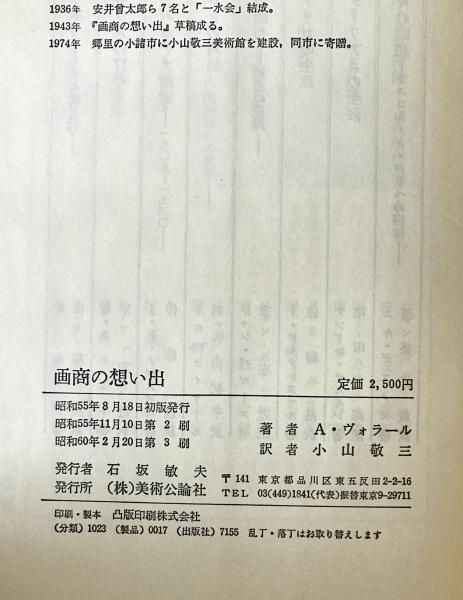 1936年 安井曾太郎ら7名と「一水会」結成。
1943年 『画商の想い出』草稿成る。
1974年 郷里の小諸市に小山敬三美術館を建設，同市に寄贈。
画商の想い出
定価 2,500円
昭和55年8月18日初版発行
昭和55年11月10日第2刷
昭和60年2月20日第3刷
著者 A・ヴォラール
訳者 小山敬三
発行者 石坂敏夫
発行所 (株)美術公論社
〒141 東京都品川区東五反田2-2-16
TEL 03(449)1841(代表)振替東京9-29711
印刷・製本 凸版印刷株式会社
(分類) 1023 (製品) 0017 (出版社) 7155 乱丁・落丁はお取り替えします